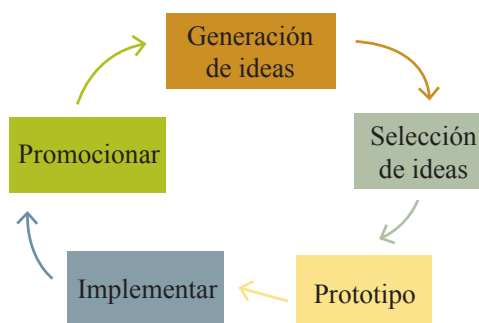 Generación
de ideas
Selección
de ideas
Prototipo
Implementar
Promocionar